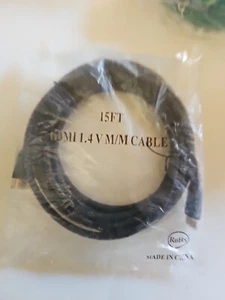 15FT
HDMI 1.4 V M/M CABLE
RoHS
MADE IN CHINA